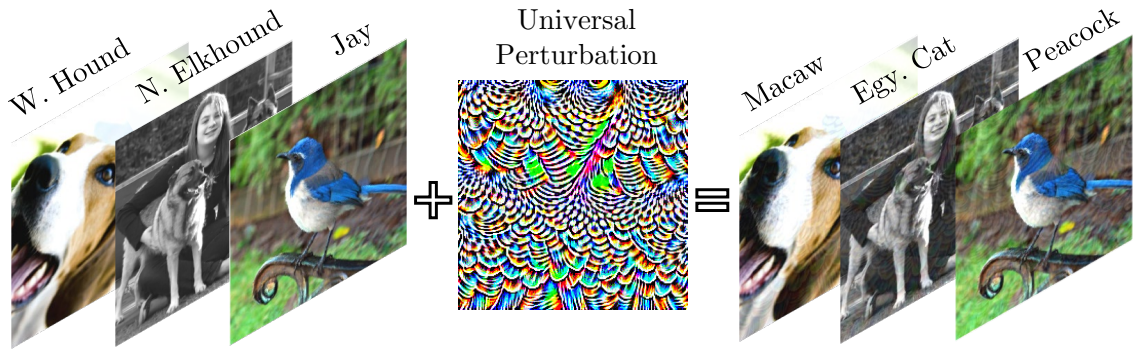 W. Hound
N. Elkhound
Jay
Universal
Perturbation
Macaw
Egy. Cat
Peacock